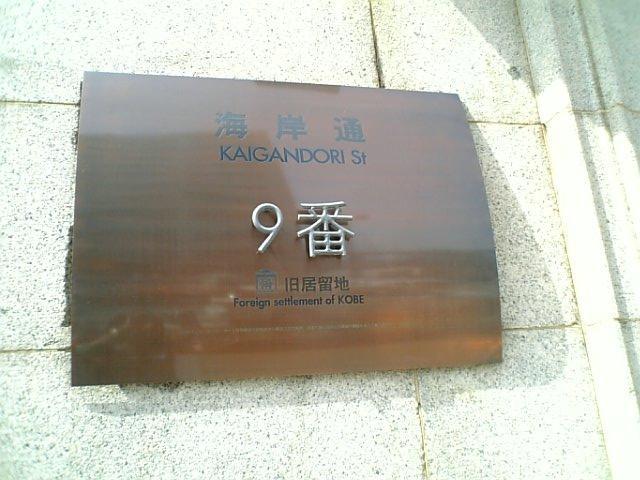 海岸通
KAIGANDORI St
9番
旧居留地
Foreign settlement of KOBE